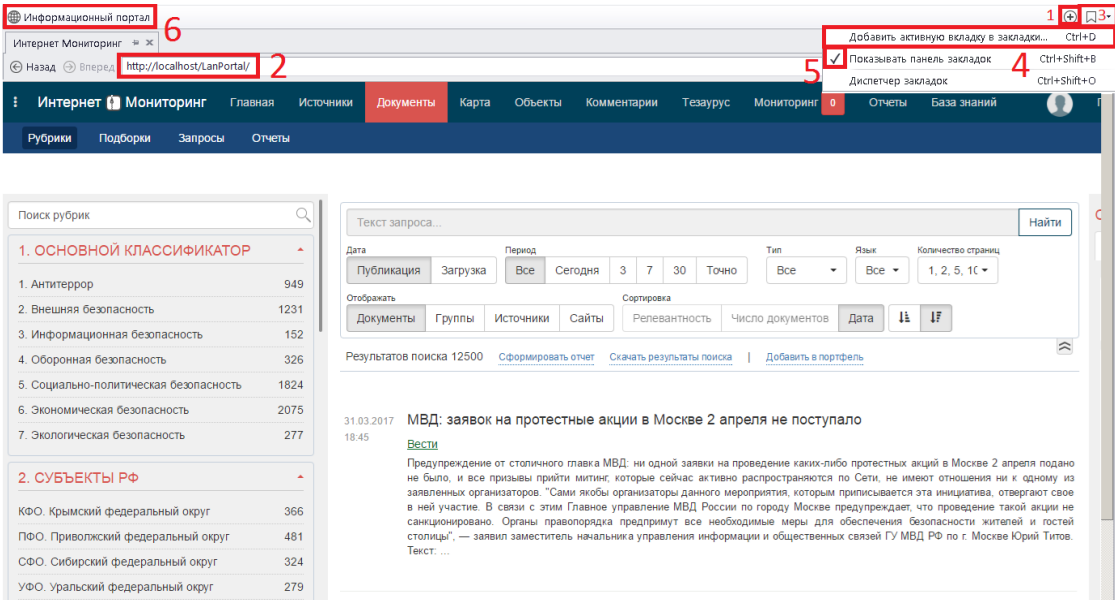 Информационный портал
6
1
3
Интернет Мониторинг
Добавить активную вкладку в закладки... Ctrl+D
Назад Вперед http://localhost/LanPortal/
2
5
Показывать панель закладок Ctrl+Shift+B
4
Диспетчер закладок Ctrl+Shift+O
Интернет Мониторинг Главная Источники Документы Карта Объекты Комментарии Тезаурус Мониторинг 0 Отчеты База знаний
Рубрики Подборки Запросы Отчеты
Поиск рубрик
Текст запроса... Найти
1. ОСНОВНОЙ КЛАССИФИКАТОР
Дата Период Тип Язык Количество страниц
Публикация Загрузка Все Сегодня 3 7 30 Точно Все Все 1, 2, 5, 1(
1. Антитеррор 949
2. Внешняя безопасность 1231
3. Информационная безопасность 152
4. Оборонная безопасность 326
5. Социально-политическая безопасность 1824
6. Экономическая безопасность 2075
7. Экологическая безопасность 277
Отображать Сортировка
Документы Группы Источники Сайты Релевантность Число документов Дата
Результатов поиска 12500 Сформировать отчет Скачать результаты поиска | Добавить в портфель
2. СУБЪЕКТЫ РФ
КФО. Крымский федеральный округ 366
ПФО. Приволжский федеральный округ 481
СФО. Сибирский федеральный округ 324
УФО. Уральский федеральный округ 279
31.03.2017
18:45
МВД: заявок на протестные акции в Москве 2 апреля не поступало
Вести
Предупреждение от столичного главка МВД: ни одной заявки на проведение каких-либо протестных акций в Москве 2 апреля подано
не было, и все призывы прийти митинг, которые сейчас активно распространяются по Сети, не имеют отношения ни к одному из
заявленных организаторов. "Сами якобы организаторы данного мероприятия, которым приписывается эта инициатива, отвергают свое
в ней участие. В связи с этим Главное управление МВД России по городу Москве предупреждает, что проведение такой акции не
санкционировано. Органы правопорядка предпримут все необходимые меры для обеспечения безопасности жителей и гостей
столицы", — заявил заместитель начальника управления информации и общественных связей ГУ МВД РФ по г. Москве Юрий Титов.
Текст: ...